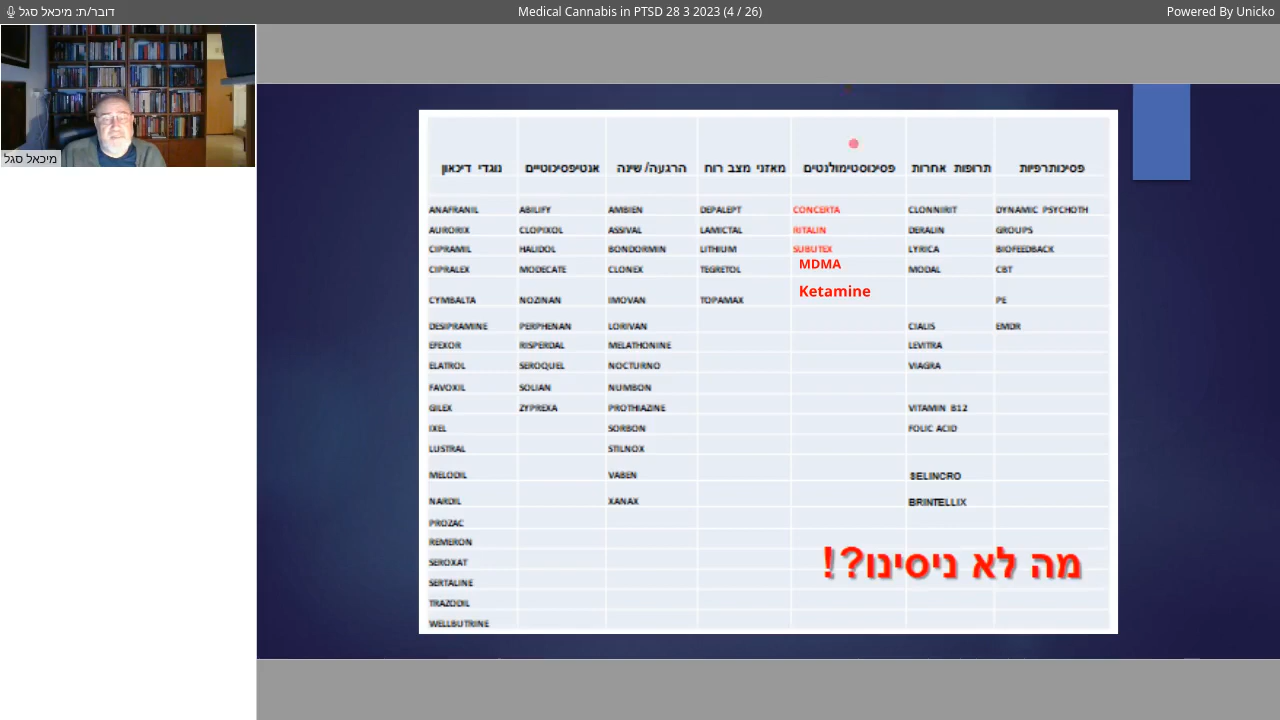 דובר/ת: מיכאל סגל
Medical Cannabis in PTSD 28 3 2023 (4 / 26)
Powered By Unicko
מיכאל סגל
נוגדי דיכאון אנטיפסיכוטיים הרגעה/ שינה מאזני מצב רוח פסיכוסטימולנטים תרופות אחרות פסיכותרפיות
ANAFRANIL ABILIFY AMBIEN DEPALEPT CONCERTA CLONNIRIT DYNAMIC PSYCHOTH
AURORIX CLOPIXOL ASSIVAL LAMICTAL RITALIN DERALIN GROUPS
CIPRAMIL HALIDOL BONDORMIN LITHIUM SUBUTEX LYRICA BIOFEEDBACK
CIPRALEX MODECATE CLONEX TEGRETOL MDMA MODAL CBT
CYMBALTA NOZINAN IMOVAN TOPAMAX Ketamine PE
DESIPRAMINE PERPHENAN LORIVAN CIALIS EMDR
EFEXOR RISPERDAL MELATHONINE LEVITRA
ELATROL SEROQUEL NOCTURNO VIAGRA
FAVOXIL SOLIAN NUMBON
GILEX ZYPREXA PROTHIAZINE VITAMIN B12
IXEL SORBON FOLIC ACID
LUSTRAL STILNOX
MELODIL VABEN SELINCRO
NARDIL XANAX BRINTELLIX
PROZAC
REMERON
SEROXAT
SERTALINE
TRAZODIL
WELLBUTRINE
מה לא ניסינו?!